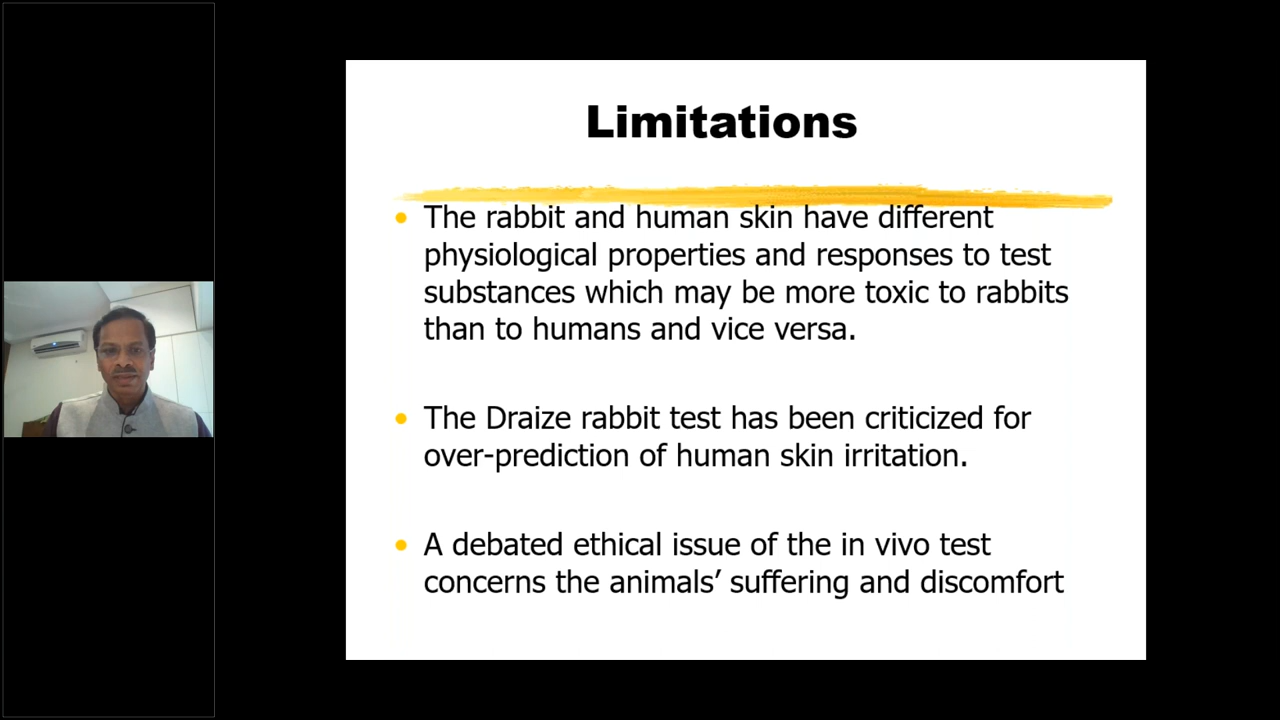 Limitations
The rabbit and human skin have different
physiological properties and responses to test
substances which may be more toxic to rabbits
than to humans and vice versa.
The Draize rabbit test has been criticized for
over-prediction of human skin irritation.
A debated ethical issue of the in vivo test
concerns the animals’ suffering and discomfort